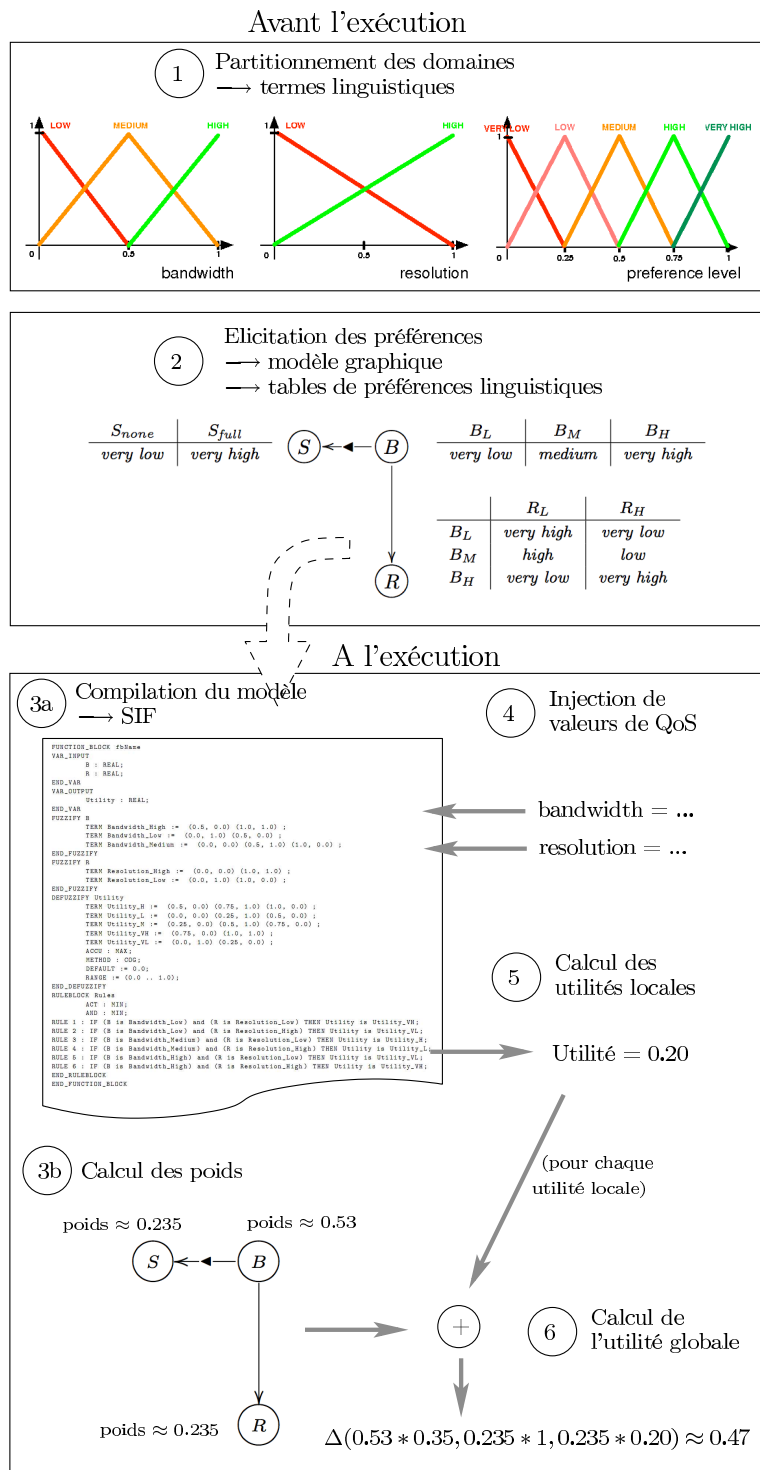 Avant l'exécution
1
Partitionnement des domaines
⟶ termes linguistiques
1 LOW MEDIUM HIGH
0 0.5 1
bandwidth
1 LOW HIGH
0 0.5 1
resolution
1 VERY LOW LOW MEDIUM HIGH VERY HIGH
0 0.25 0.5 0.75 1
preference level
2
Elicitation des préférences
⟶ modèle graphique
⟶ tables de préférences linguistiques
S_none S_full
very low very high
S B
B_L B_M B_H
very low medium very high
R_L R_H
B_L very high very low
B_M high low
B_H very low very high
R
A l'exécution
3a
Compilation du modèle
⟶ SIF
4
Injection de
valeurs de QoS
FUNCTION_BLOCK fbName
VAR_INPUT
B : REAL;
R : REAL;
END_VAR
VAR_OUTPUT
Utility : REAL;
END_VAR
FUZZIFY B
TERM Bandwidth_High := (0.5, 0.0) (1.0, 1.0) ;
TERM Bandwidth_Low := (0.0, 1.0) (0.5, 0.0) ;
TERM Bandwidth_Medium := (0.0, 0.0) (0.5, 1.0) (1.0, 0.0) ;
END_FUZZIFY
FUZZIFY R
TERM Resolution_High := (0.0, 0.0) (1.0, 1.0) ;
TERM Resolution_Low := (0.0, 1.0) (1.0, 0.0) ;
END_FUZZIFY
DEFUZZIFY Utility
TERM Utility_H := (0.5, 0.0) (0.75, 1.0) (1.0, 0.0) ;
TERM Utility_L := (0.0, 0.0) (0.25, 1.0) (0.5, 0.0) ;
TERM Utility_M := (0.25, 0.0) (0.5, 1.0) (0.75, 0.0) ;
TERM Utility_VH := (0.75, 0.0) (1.0, 1.0) ;
TERM Utility_VL := (0.0, 1.0) (0.25, 0.0) ;
ACCU : MAX;
METHOD : COG;
DEFAULT := 0.0;
RANGE := (0.0 .. 1.0);
END_DEFUZZIFY
RULEBLOCK Rules
ACT : MIN;
AND : MIN;
RULE 1 : IF (B is Bandwidth_Low) and (R is Resolution_Low) THEN Utility is Utility_VH;
RULE 2 : IF (B is Bandwidth_Low) and (R is Resolution_High) THEN Utility is Utility_VL;
RULE 3 : IF (B is Bandwidth_Medium) and (R is Resolution_Low) THEN Utility is Utility_H;
RULE 4 : IF (B is Bandwidth_Medium) and (R is Resolution_High) THEN Utility is Utility_L;
RULE 5 : IF (B is Bandwidth_High) and (R is Resolution_Low) THEN Utility is Utility_VL;
RULE 6 : IF (B is Bandwidth_High) and (R is Resolution_High) THEN Utility is Utility_VH;
END_RULEBLOCK
END_FUNCTION_BLOCK
bandwidth = ...
resolution = ...
5
Calcul des
utilités locales
Utilité = 0.20
(pour chaque
utilité locale)
3b
Calcul des poids
poids ≈ 0.235 poids ≈ 0.53
S B
poids ≈ 0.235 R
+
6
Calcul de
l'utilité globale
Δ(0.53 * 0.35, 0.235 * 1, 0.235 * 0.20) ≈ 0.47